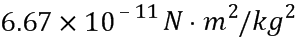 6.67 × 10⁻¹¹ N · m²/kg²